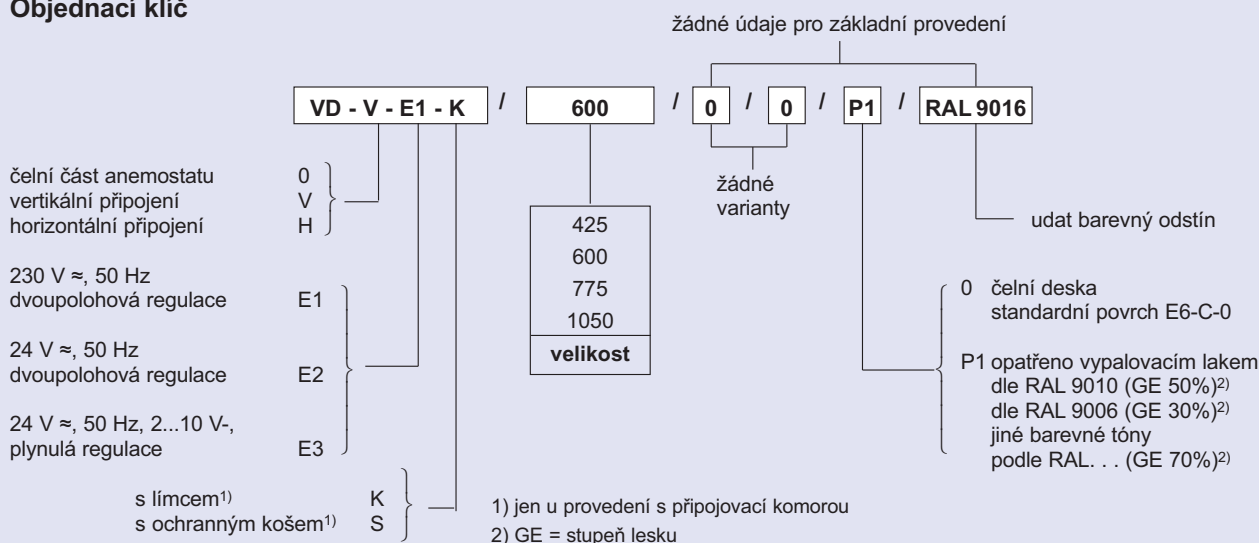 Objednací klíč
žádné údaje pro základní provedení
VD - V - E1 - K / 600 / 0 / 0 / P1 / RAL 9016
čelní část anemostatu 0
vertikální připojení V
horizontální připojení H
230 V ≈, 50 Hz
dvoupolohová regulace E1
24 V ≈, 50 Hz
dvoupolohová regulace E2
24 V ≈, 50 Hz, 2...10 V-,
plynulá regulace E3
s límcem1) K
s ochranným košem1) S
425
600
775
1050
velikost
žádné
varianty
udat barevný odstín
0 čelní deska
standardní povrch E6-C-0
P1 opatřeno vypalovacím lakem
dle RAL 9010 (GE 50%)2)
dle RAL 9006 (GE 30%)2)
jiné barevné tóny
podle RAL. . . (GE 70%)2)
1) jen u provedení s připojovací komorou
2) GE = stupeň lesku